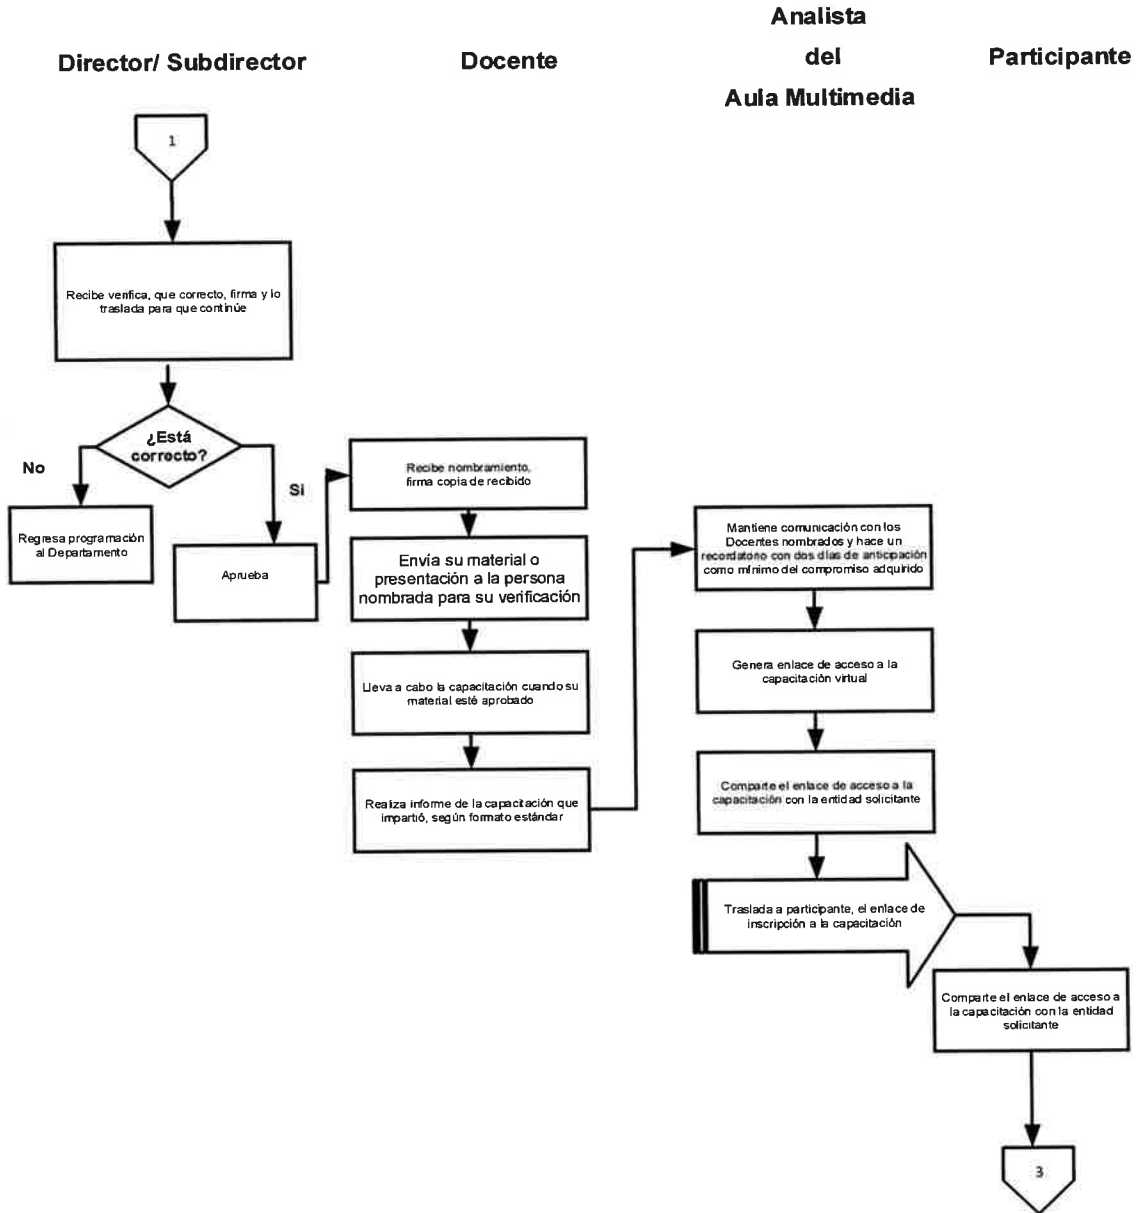 Director/ Subdirector
Docente
Analista
del
Aula Multimedia
Participante
1
Recibe verifica, que correcto, firma y lo
traslada para que continúe
¿Está
correcto?
No
Si
Regresa programación
al Departamento
Aprueba
Recibe nombramiento,
firma copia de recibido
Envía su material o
presentación a la persona
nombrada para su verificación
Lleva a cabo la capacitación cuando su
material esté aprobado
Realiza informe de la capacitación que
impartió, según formato estándar
Mantiene comunicación con los
Docentes nombrados y hace un
recordatorio con dos días de anticipación
como mínimo del compromiso adquirido
Genera enlace de acceso a la
capacitación virtual
Comparte el enlace de acceso a la
capacitación con la entidad solicitante
Traslada a participante, el enlace de
inscripción a la capacitación
Comparte el enlace de acceso a
la capacitación con la entidad
solicitante
3